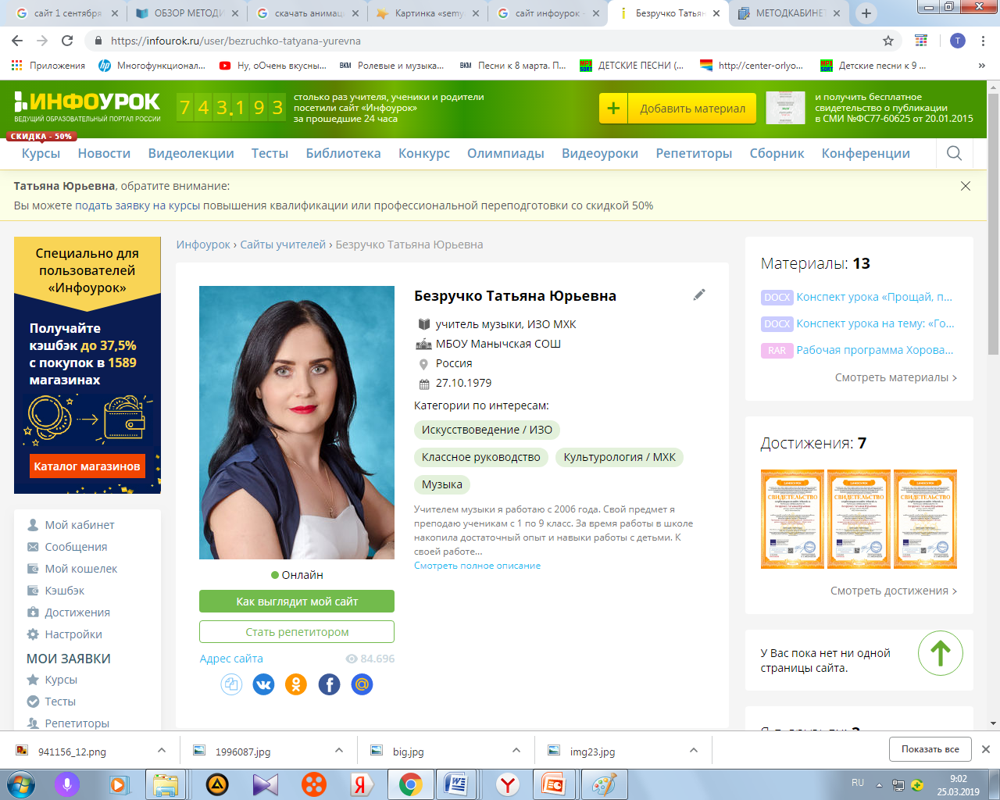 сайт 1 сентября
ОБЗОР МЕТОДИ
скачать анимац
Картинка «semy
сайт инфоурок -
Безручко Татьян
МЕТОДКАБИНЕТ
https://infourok.ru/user/bezruchko-tatyana-yurevna
T
Приложения
hp
Многофункционал...
Ну, оОчень вкусны...
ВКМ Ролевые и музыка...
ВКМ Песни к 8 марта. П...
ДЕТСКИЕ ПЕСНИ (...
http://center-orlyo...
Детские песни к 9 ...
»
ИНФОУРОК
ВЕДУЩИЙ ОБРАЗОВАТЕЛЬНЫЙ ПОРТАЛ РОССИИ
743.193
столько раз учителя, ученики и родители
посетили сайт «Инфоурок»
за прошедшие 24 часа
+ Добавить материал
и получить бесплатное
свидетельство о публикации
в СМИ №ФС77-60625 от 20.01.2015
СКИДКА - 50%
Курсы Новости Видеолекции Тесты Библиотека Конкурс Олимпиады Видеоуроки Репетиторы Сборник Конференции
Татьяна Юрьевна, обратите внимание:
Вы можете подать заявку на курсы повышения квалификации или профессиональной переподготовки со скидкой 50%
Специально для
пользователей
«Инфоурок»
Получайте
кэшбэк до 37,5%
с покупок в 1589
магазинах
Каталог магазинов
Мой кабинет
Сообщения
Мой кошелек
Кэшбэк
Достижения
Настройки
МОИ ЗАЯВКИ
Курсы
Тесты
Репетиторы
Инфоурок › Сайты учителей › Безручко Татьяна Юрьевна
Онлайн
Как выглядит мой сайт
Стать репетитором
Адрес сайта 84.696
Безручко Татьяна Юрьевна
учитель музыки, ИЗО МХК
МБОУ Манычская СОШ
Россия
27.10.1979
Категории по интересам:
Искусствоведение / ИЗО
Классное руководство Культурология / МХК
Музыка
Учителем музыки я работаю с 2006 года. Свой предмет я
преподаю ученикам с 1 по 9 класс. За время работы в школе
накопила достаточный опыт и навыки работы с детьми. К
своей работе...
Смотреть полное описание
Материалы: 13
DOCX Конспект урока «Прощай, п...
DOCX Конспект урока на тему: «Го...
RAR Рабочая программа Хорова...
Смотреть материалы ›
Достижения: 7
СВИДЕТЕЛЬСТВО
СВИДЕТЕЛЬСТВО
СВИДЕТЕЛЬСТВО
Смотреть достижения ›
У Вас пока нет ни одной
страницы сайта.
941156_12.png
1996087.jpg
big.jpg
img23.jpg
Показать все
RU
9:02
25.03.2019